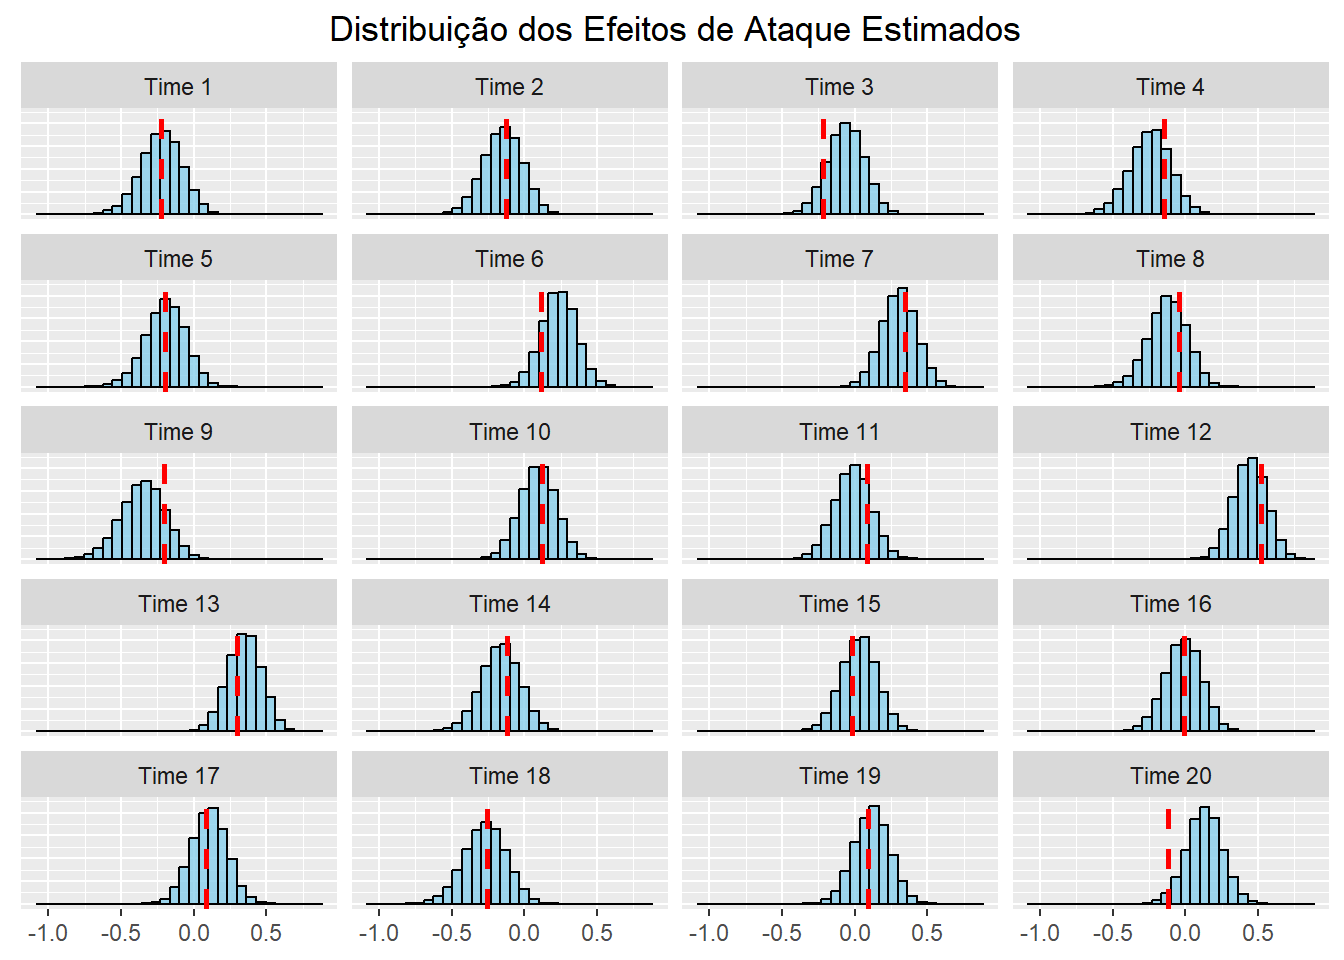 Distribuição dos Efeitos de Ataque Estimados
Time 1 Time 2 Time 3 Time 4
Time 5 Time 6 Time 7 Time 8
Time 9 Time 10 Time 11 Time 12
Time 13 Time 14 Time 15 Time 16
Time 17 Time 18 Time 19 Time 20
-1.0 -0.5 0.0 0.5 -1.0 -0.5 0.0 0.5 -1.0 -0.5 0.0 0.5 -1.0 -0.5 0.0 0.5